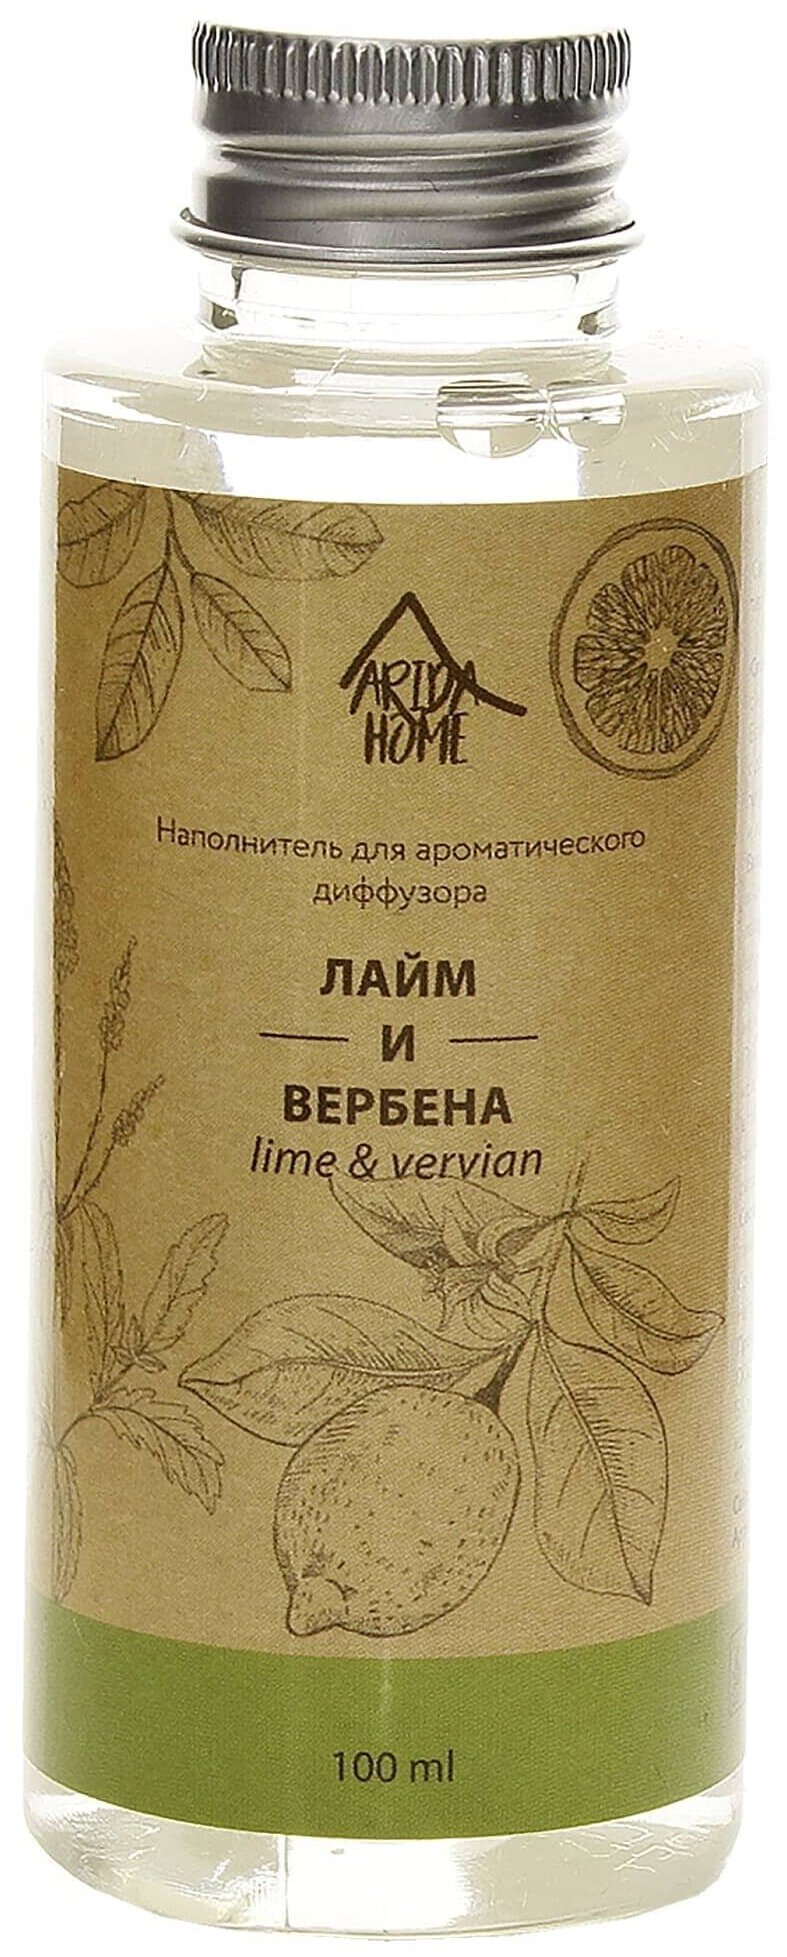 ARIDA
HOME
Наполнитель для ароматического
диффузора
ЛАЙМ
И
ВЕРБЕНА
lime & vervian
100 ml